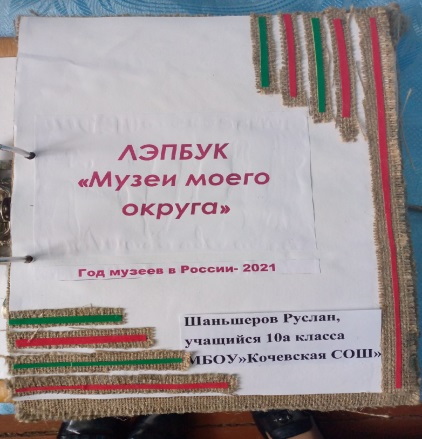 ЛЭПБУК
«Музеи моего
округа»
Год музеев в России- 2021
Шаньшеров Руслан,
учащийся 10а класса
МБОУ»Кочевская СОШ»